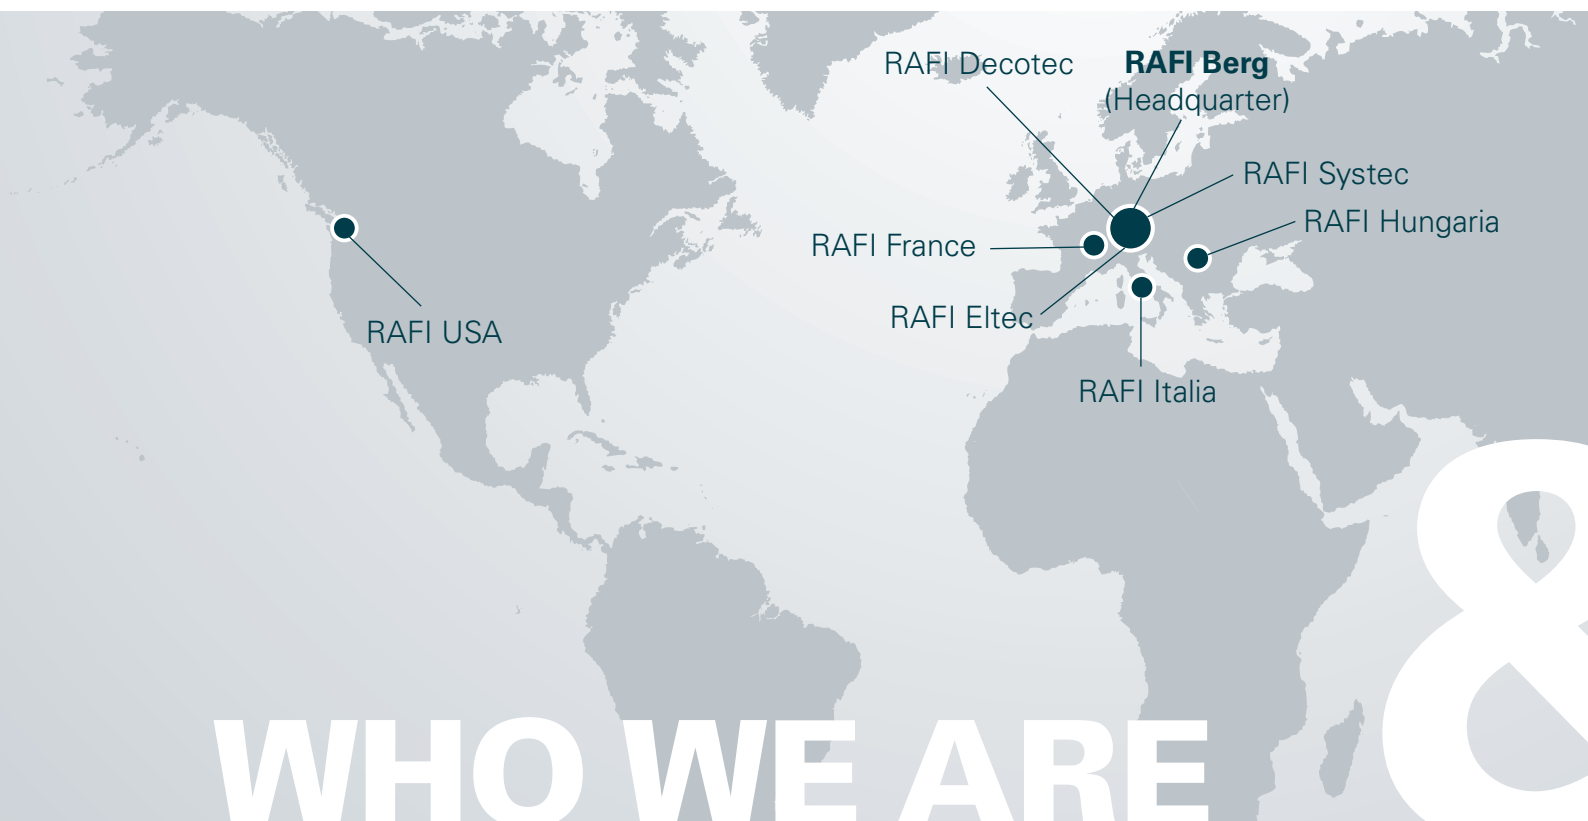 RAFI Decotec
RAFI Berg
(Headquarter)
RAFI Systec
RAFI Hungaria
RAFI France
RAFI Eltec
RAFI USA
RAFI Italia
&
WHO WE ARE